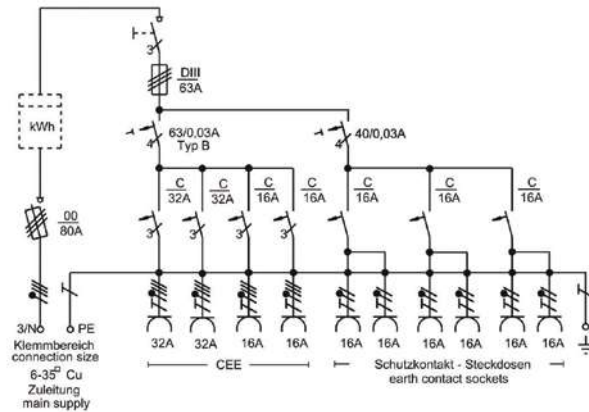 3
DIII
63A
kWh
63/0,03A
Typ B
4
40/0,03A
4
C
32A
C
32A
C
16A
C
16A
C
16A
C
16A
C
16A
00
80A
3
3
3
3
3/N
PE
32A
32A
16A
16A
16A
16A
16A
16A
16A
16A
Klemmbereich
connection size
6-35□ Cu
Zuleitung
main supply
CEE
Schutzkontakt - Steckdosen
earth contact sockets